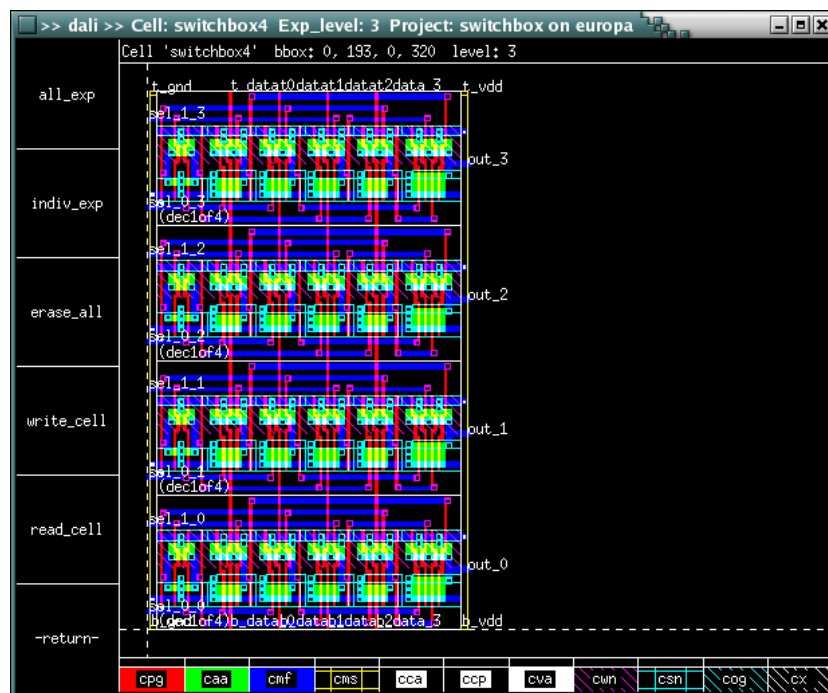 >> dali >> Cell: switchbox4 Exp_level: 3 Project: switchbox on europa
Cell 'switchbox4' bbox: 0, 193, 0, 320 level: 3
all_exp
indiv_exp
erase_all
write_cell
read_cell
-return-
t_gnd t_datat0datat1datat2data_3 t_vdd
sel_1_3
out_3
sel_0_3
(dec1of4)
sel_1_2
out_2
sel_0_2
(dec1of4)
sel_1_1
out_1
sel_0_1
(dec1of4)
sel_1_0
out_0
sel_0_0
(dec1of4) b_datab0datab1datab2data_3 b_vdd
cpg caa cmf cms cca ccp cva cwn csn cog cx